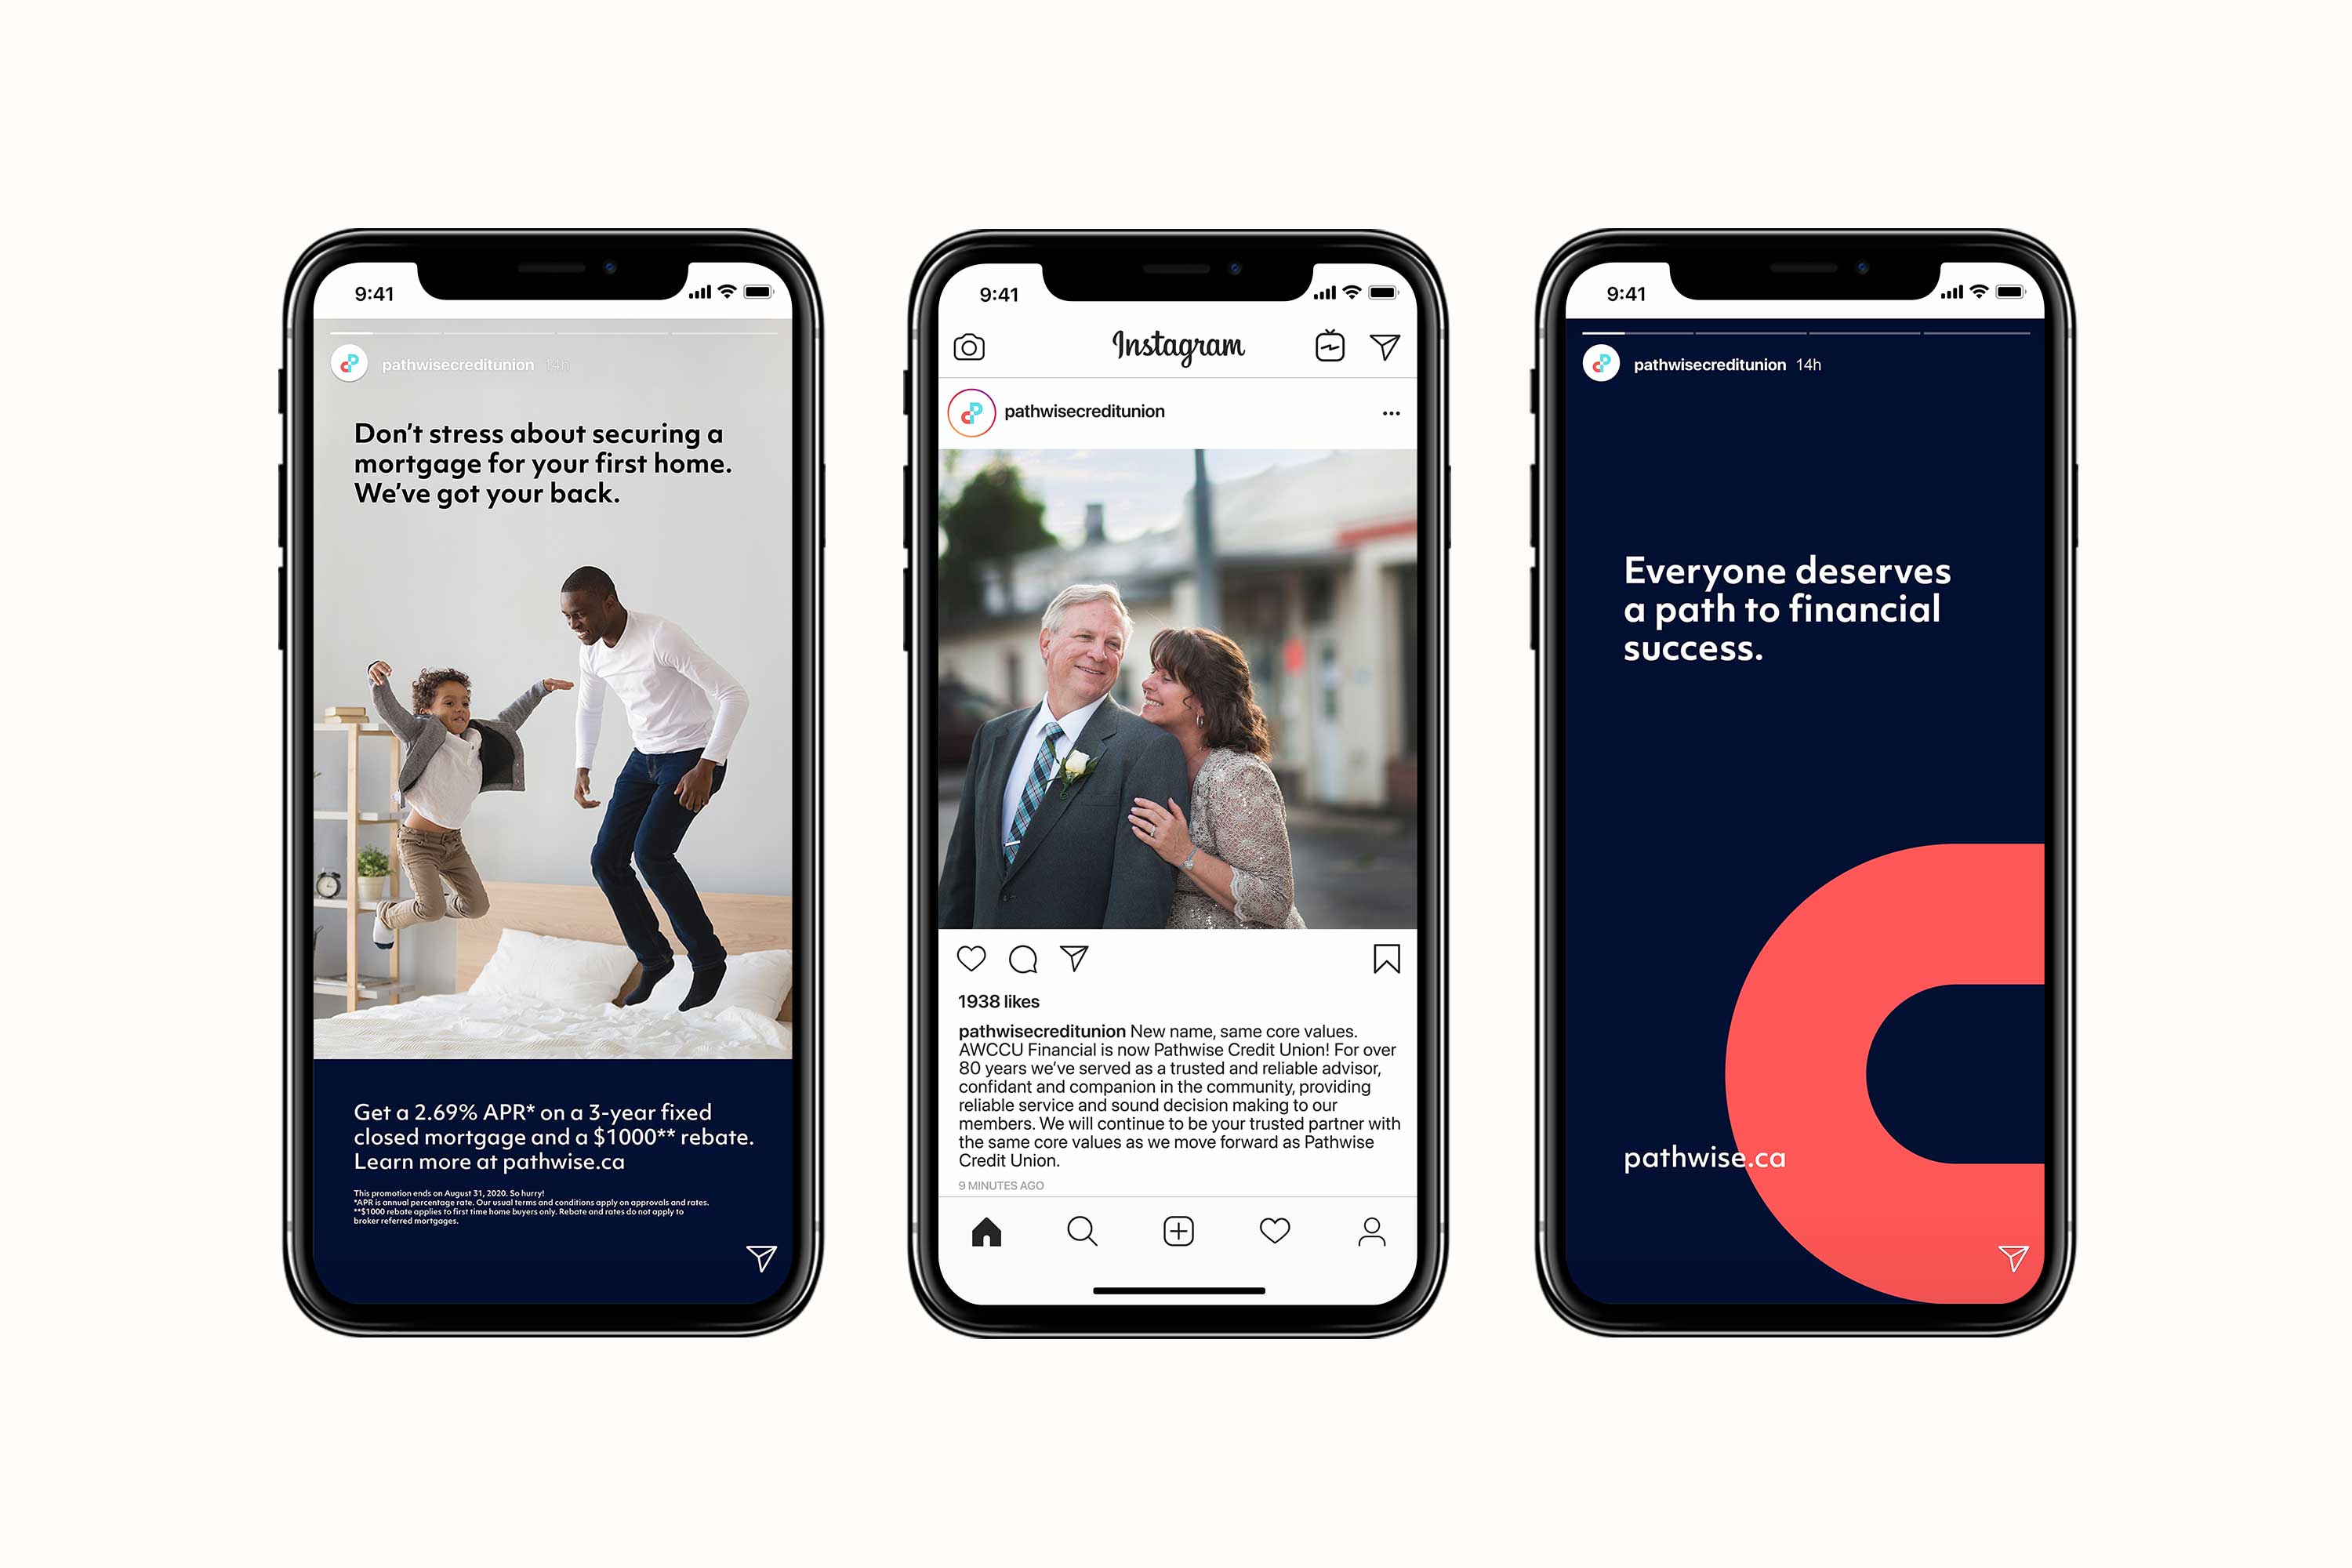 9:41
pathwisecreditunion 14h
Don't stress about securing a
mortgage for your first home.
We've got your back.
Get a 2.69% APR* on a 3-year fixed
closed mortgage and a $1000** rebate.
Learn more at pathwise.ca
This promotion ends on August 31, 2020. So hurry!
*APR is annual percentage rate. Our usual terms and conditions apply on approvals and rates.
**$1000 rebate applies to first time home buyers only. Rebate and rates do not apply to
broker referred mortgages.
9:41
Instagram
pathwisecreditunion
1938 likes
pathwisecreditunion New name, same core values.
AWCCU Financial is now Pathwise Credit Union! For over
80 years we've served as a trusted and reliable advisor,
confidant and companion in the community, providing
reliable service and sound decision making to our
members. We will continue to be your trusted partner with
the same core values as we move forward as Pathwise
Credit Union.
9 MINUTES AGO
9:41
pathwisecreditunion 14h
Everyone deserves
a path to financial
success.
pathwise.ca